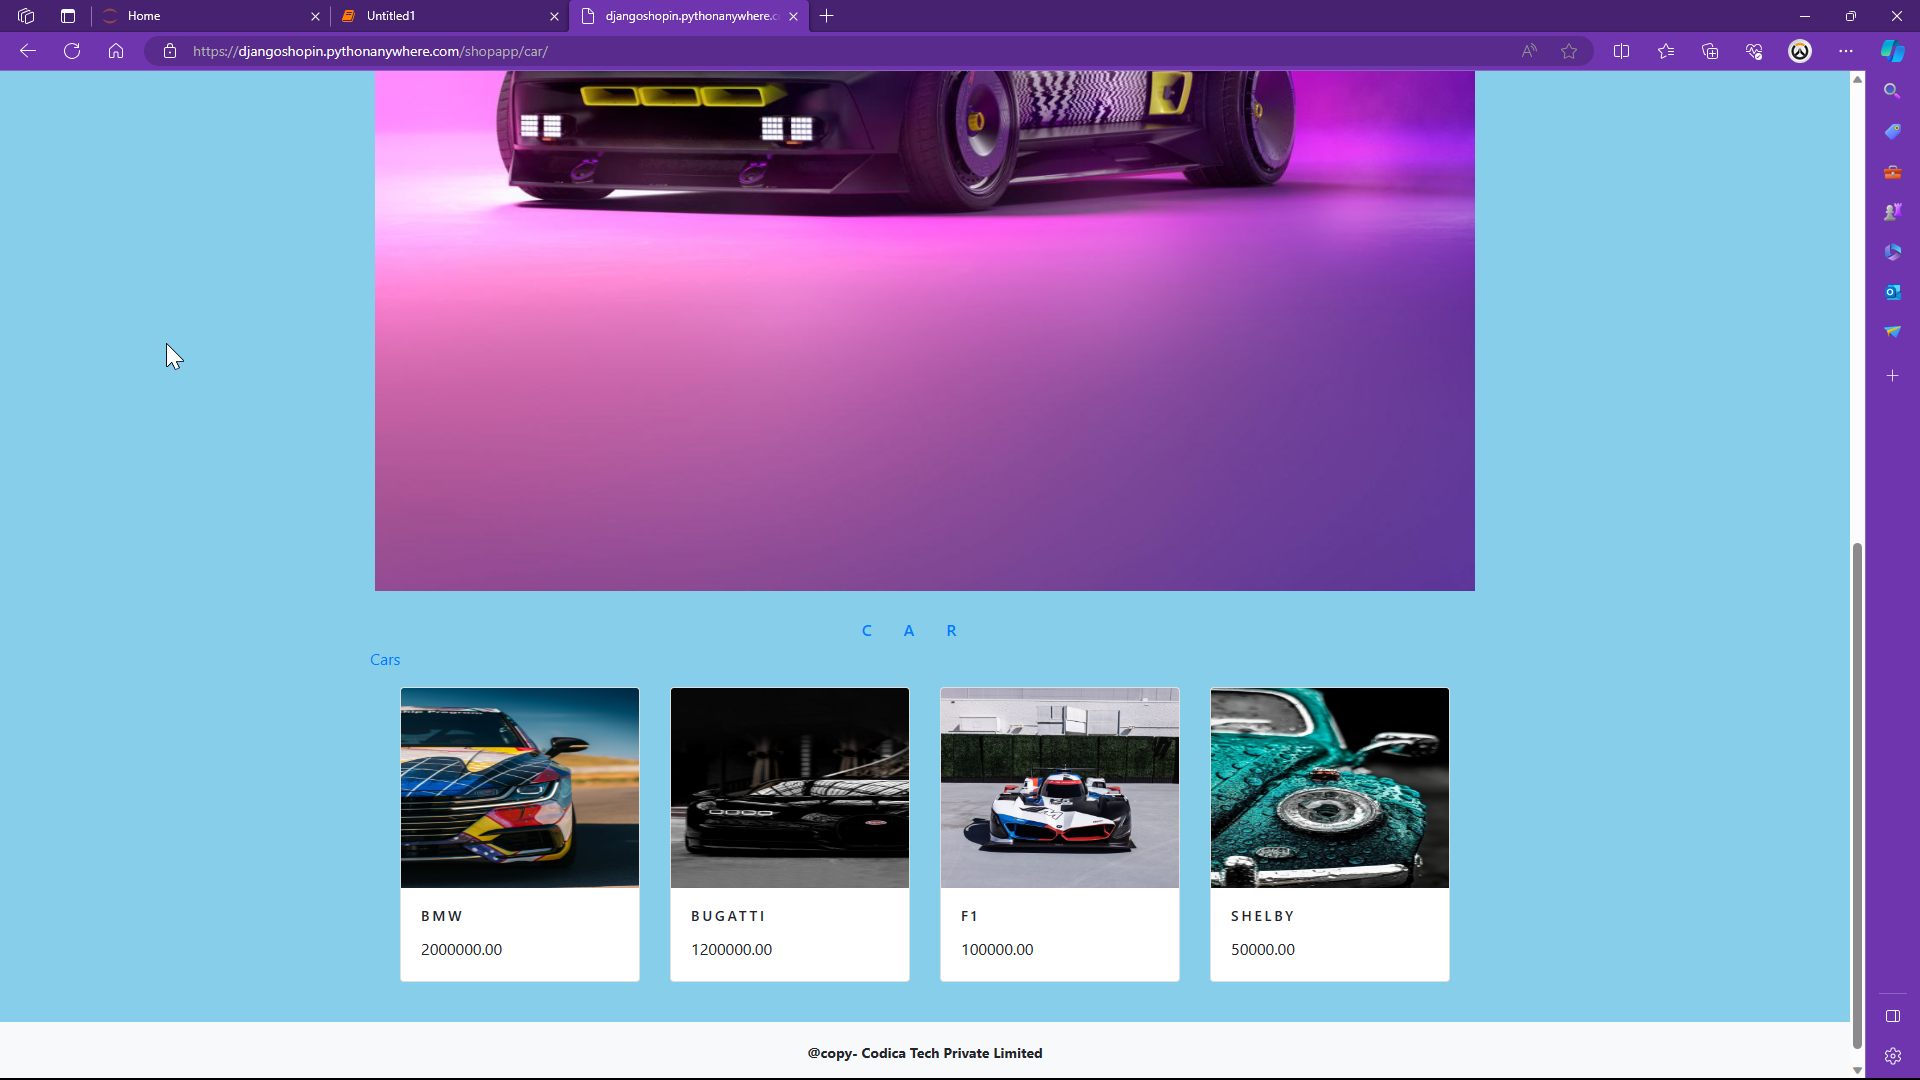 Home
Untitled1
djangoshopin.pythonanywhere.c
https://djangoshopin.pythonanywhere.com/shopapp/car/
C A R
Cars
BMW
2000000.00
BUGATTI
1200000.00
F1
100000.00
SHELBY
50000.00
@copy- Codica Tech Private Limited